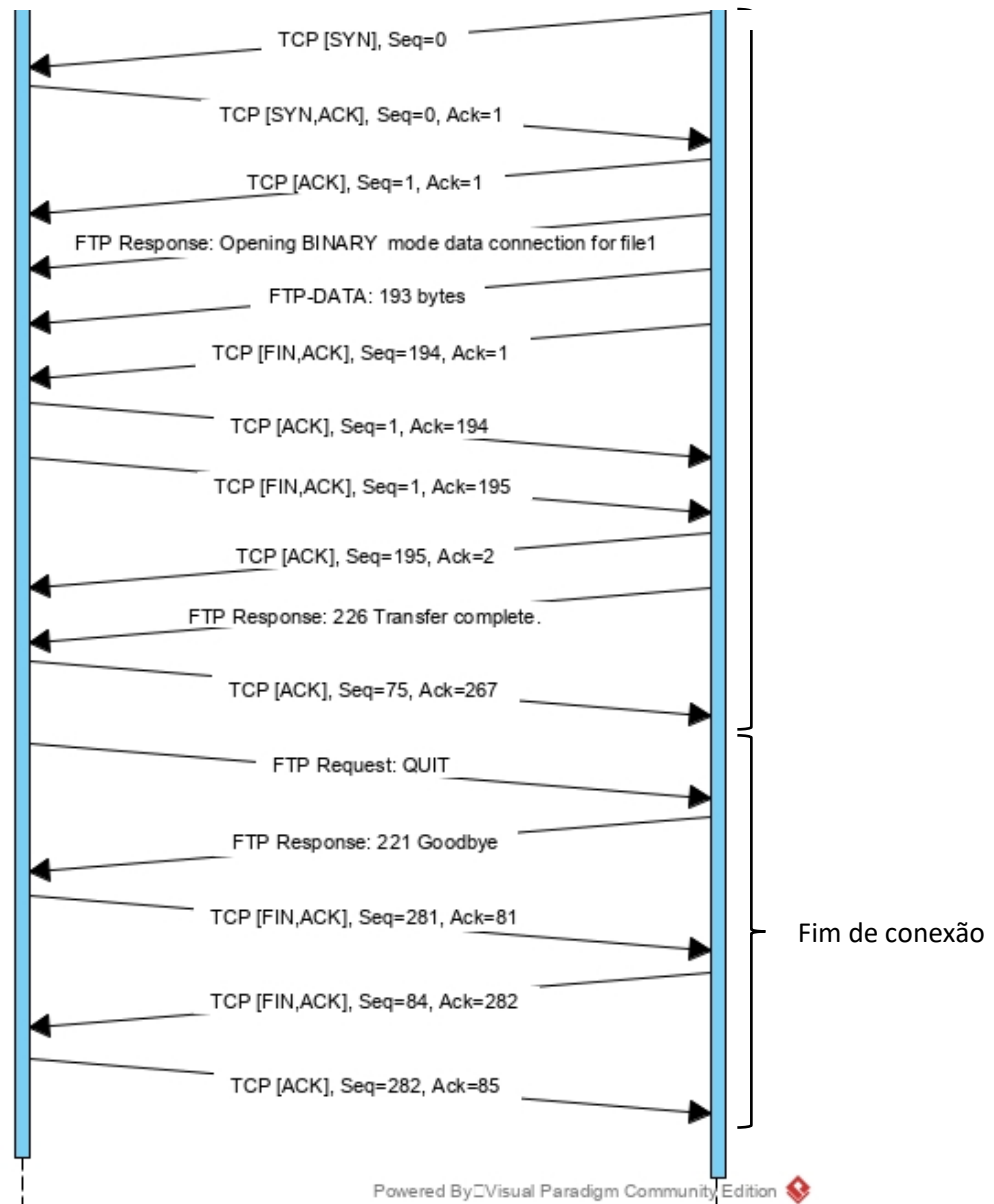 TCP [SYN], Seq=0
TCP [SYN,ACK], Seq=0, Ack=1
TCP [ACK], Seq=1, Ack=1
FTP Response: Opening BINARY mode data connection for file1
FTP-DATA: 193 bytes
TCP [FIN,ACK], Seq=194, Ack=1
TCP [ACK], Seq=1, Ack=194
TCP [FIN,ACK], Seq=1, Ack=195
TCP [ACK], Seq=195, Ack=2
FTP Response: 226 Transfer complete.
TCP [ACK], Seq=75, Ack=267
FTP Request: QUIT
FTP Response: 221 Goodbye
TCP [FIN,ACK], Seq=281, Ack=81
Fim de conexão
TCP [FIN,ACK], Seq=84, Ack=282
TCP [ACK], Seq=282, Ack=85
Powered By□Visual Paradigm Community Edition